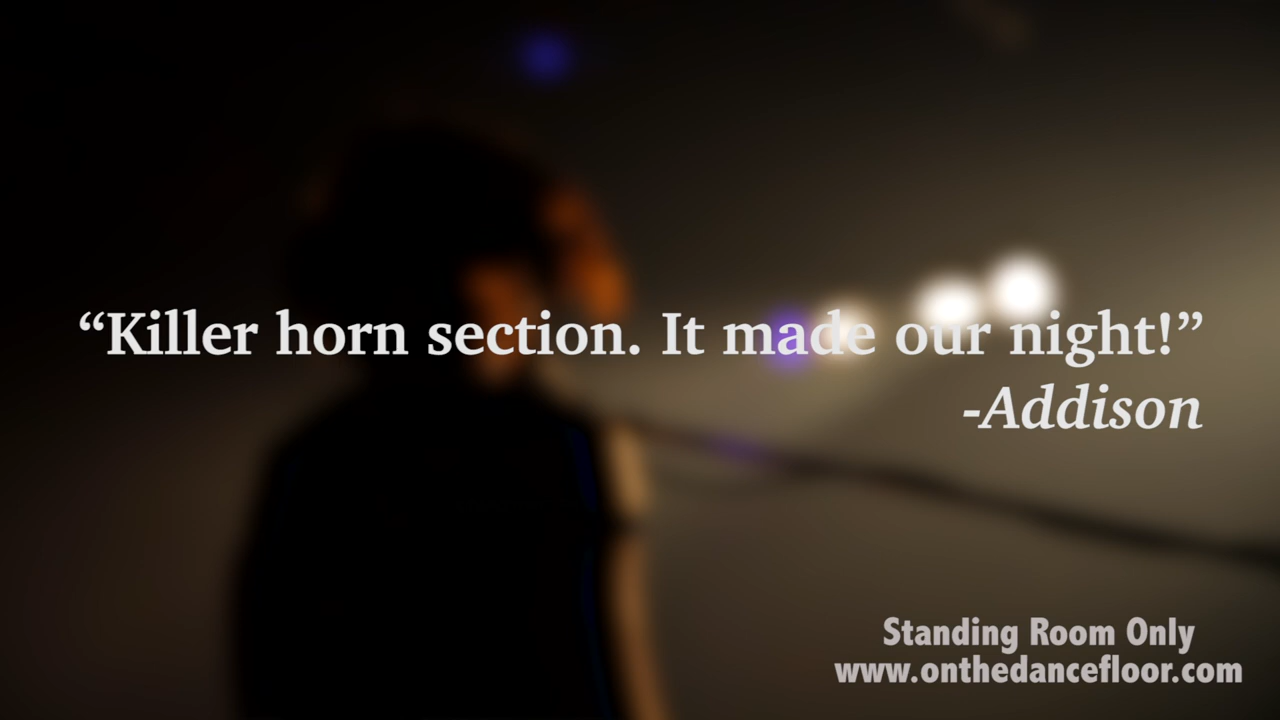 “Killer horn section. It made our night!”
-Addison
Standing Room Only
www.onthedancefloor.com